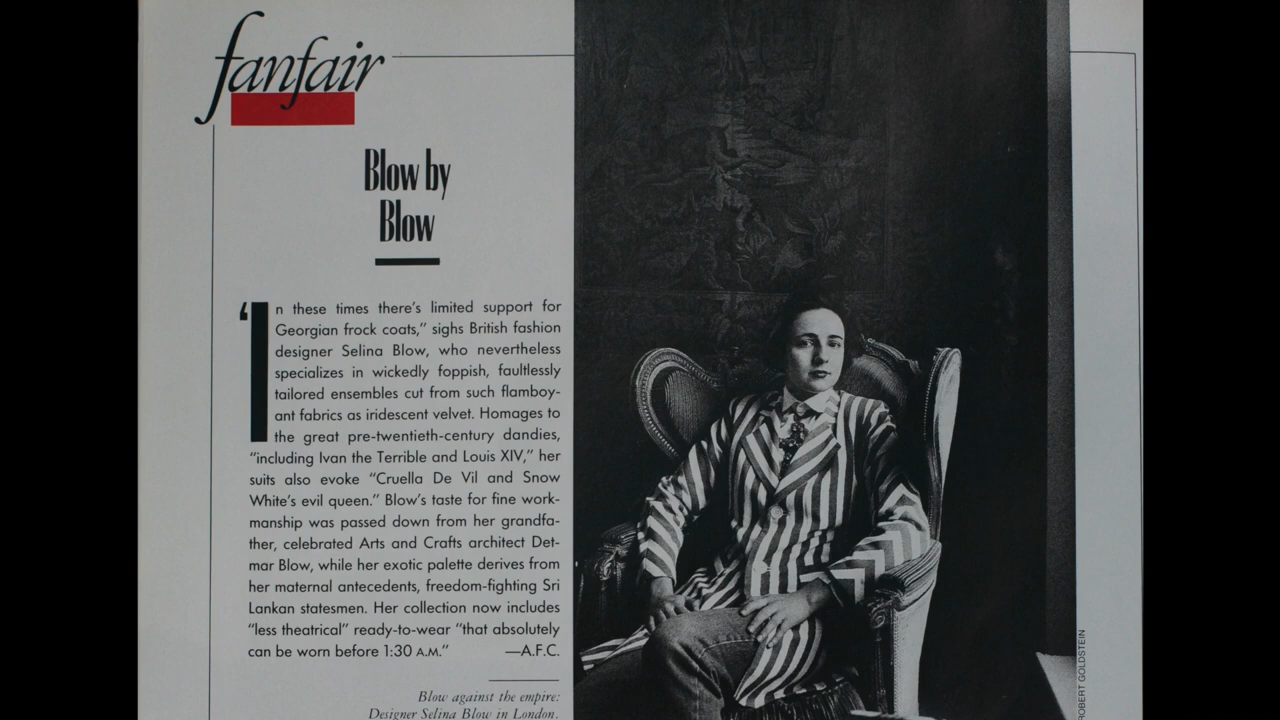 fanfair
Blow by
Blow
‘In these times there’s limited support for
Georgian frock coats,” sighs British fashion
designer Selina Blow, who nevertheless
specializes in wickedly foppish, faultlessly
tailored ensembles cut from such flamboy-
ant fabrics as iridescent velvet. Homages to
the great pre-twentieth-century dandies,
“including Ivan the Terrible and Louis XIV,” her
suits also evoke “Cruella De Vil and Snow
White’s evil queen.” Blow’s taste for fine work-
manship was passed down from her grandfa-
ther, celebrated Arts and Crafts architect Det-
mar Blow, while her exotic palette derives from
her maternal antecedents, freedom-fighting Sri
Lankan statesmen. Her collection now includes
“less theatrical” ready-to-wear “that absolutely
can be worn before 1:30 A.M.” —A.F.C.
Blow against the empire:
Designer Selina Blow in London.
ROBERT GOLDSTEIN